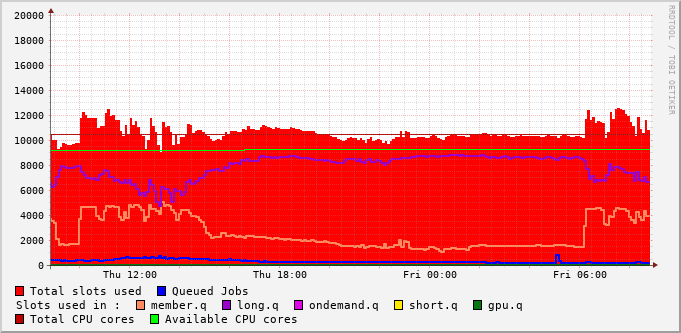 20000
18000
16000
14000
12000
10000
8000
6000
4000
2000
0
Thu 12:00 Thu 18:00 Fri 00:00 Fri 06:00
RRDTOOL / TOBI OETIKER
Total slots used Queued Jobs
Slots used in : member.q long.q ondemand.q short.q gpu.q
Total CPU cores Available CPU cores